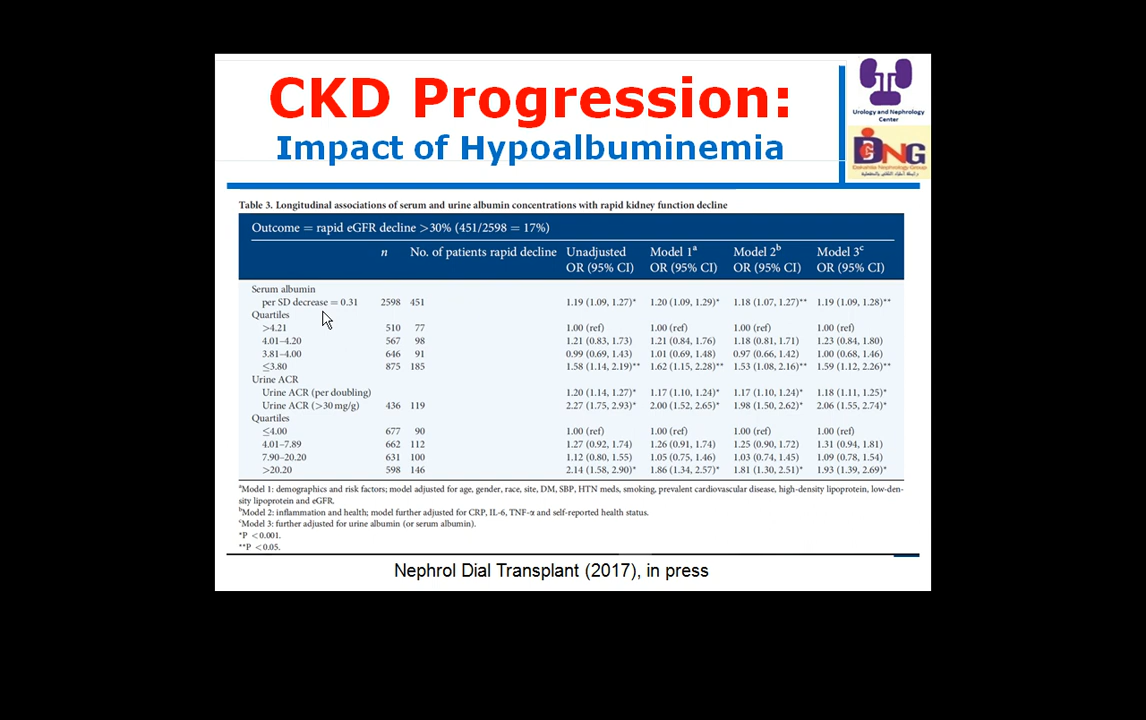 CKD Progression:
Impact of Hypoalbuminemia
Urology and Nephrology
Center
Table 3. Longitudinal associations of serum and urine albumin concentrations with rapid kidney function decline
Outcome = rapid eGFR decline >30% (451/2598 = 17%)
n No. of patients rapid decline Unadjusted Model 1a Model 2b Model 3c
OR (95% CI) OR (95% CI) OR (95% CI) OR (95% CI)
Serum albumin
per SD decrease = 0.31 2598 451 1.19 (1.09, 1.27)* 1.20 (1.09, 1.29)* 1.18 (1.07, 1.27)** 1.19 (1.09, 1.28)**
Quartiles
>4.21 510 77 1.00 (ref) 1.00 (ref) 1.00 (ref) 1.00 (ref)
4.01–4.20 567 98 1.21 (0.83, 1.73) 1.21 (0.84, 1.76) 1.18 (0.81, 1.71) 1.23 (0.84, 1.80)
3.81–4.00 646 91 0.99 (0.69, 1.43) 1.01 (0.69, 1.48) 0.97 (0.66, 1.42) 1.00 (0.68, 1.46)
≤3.80 875 185 1.58 (1.14, 2.19)** 1.62 (1.15, 2.28)** 1.53 (1.08, 2.16)** 1.59 (1.12, 2.26)**
Urine ACR
Urine ACR (per doubling) 1.20 (1.14, 1.27)* 1.17 (1.10, 1.24)* 1.17 (1.10, 1.24)* 1.18 (1.11, 1.25)*
Urine ACR (>30 mg/g) 436 119 2.27 (1.75, 2.93)* 2.00 (1.52, 2.65)* 1.98 (1.50, 2.62)* 2.06 (1.55, 2.74)*
Quartiles
≤4.00 677 90 1.00 (ref) 1.00 (ref) 1.00 (ref) 1.00 (ref)
4.01–7.89 662 112 1.27 (0.92, 1.74) 1.26 (0.91, 1.74) 1.25 (0.90, 1.72) 1.31 (0.94, 1.81)
7.90–20.20 631 100 1.12 (0.80, 1.55) 1.05 (0.75, 1.46) 1.03 (0.74, 1.45) 1.09 (0.78, 1.54)
>20.20 598 146 2.14 (1.58, 2.90)* 1.86 (1.34, 2.57)* 1.81 (1.30, 2.51)* 1.93 (1.39, 2.69)*
aModel 1: demographics and risk factors; model adjusted for age, gender, race, site, DM, SBP, HTN meds, smoking, prevalent cardiovascular disease, high-density lipoprotein, low-den-
sity lipoprotein and eGFR.
bModel 2: inflammation and health; model further adjusted for CRP, IL-6, TNF-α and self-reported health status.
cModel 3: further adjusted for urine albumin (or serum albumin).
*P <0.001.
**P <0.05.
Nephrol Dial Transplant (2017), in press